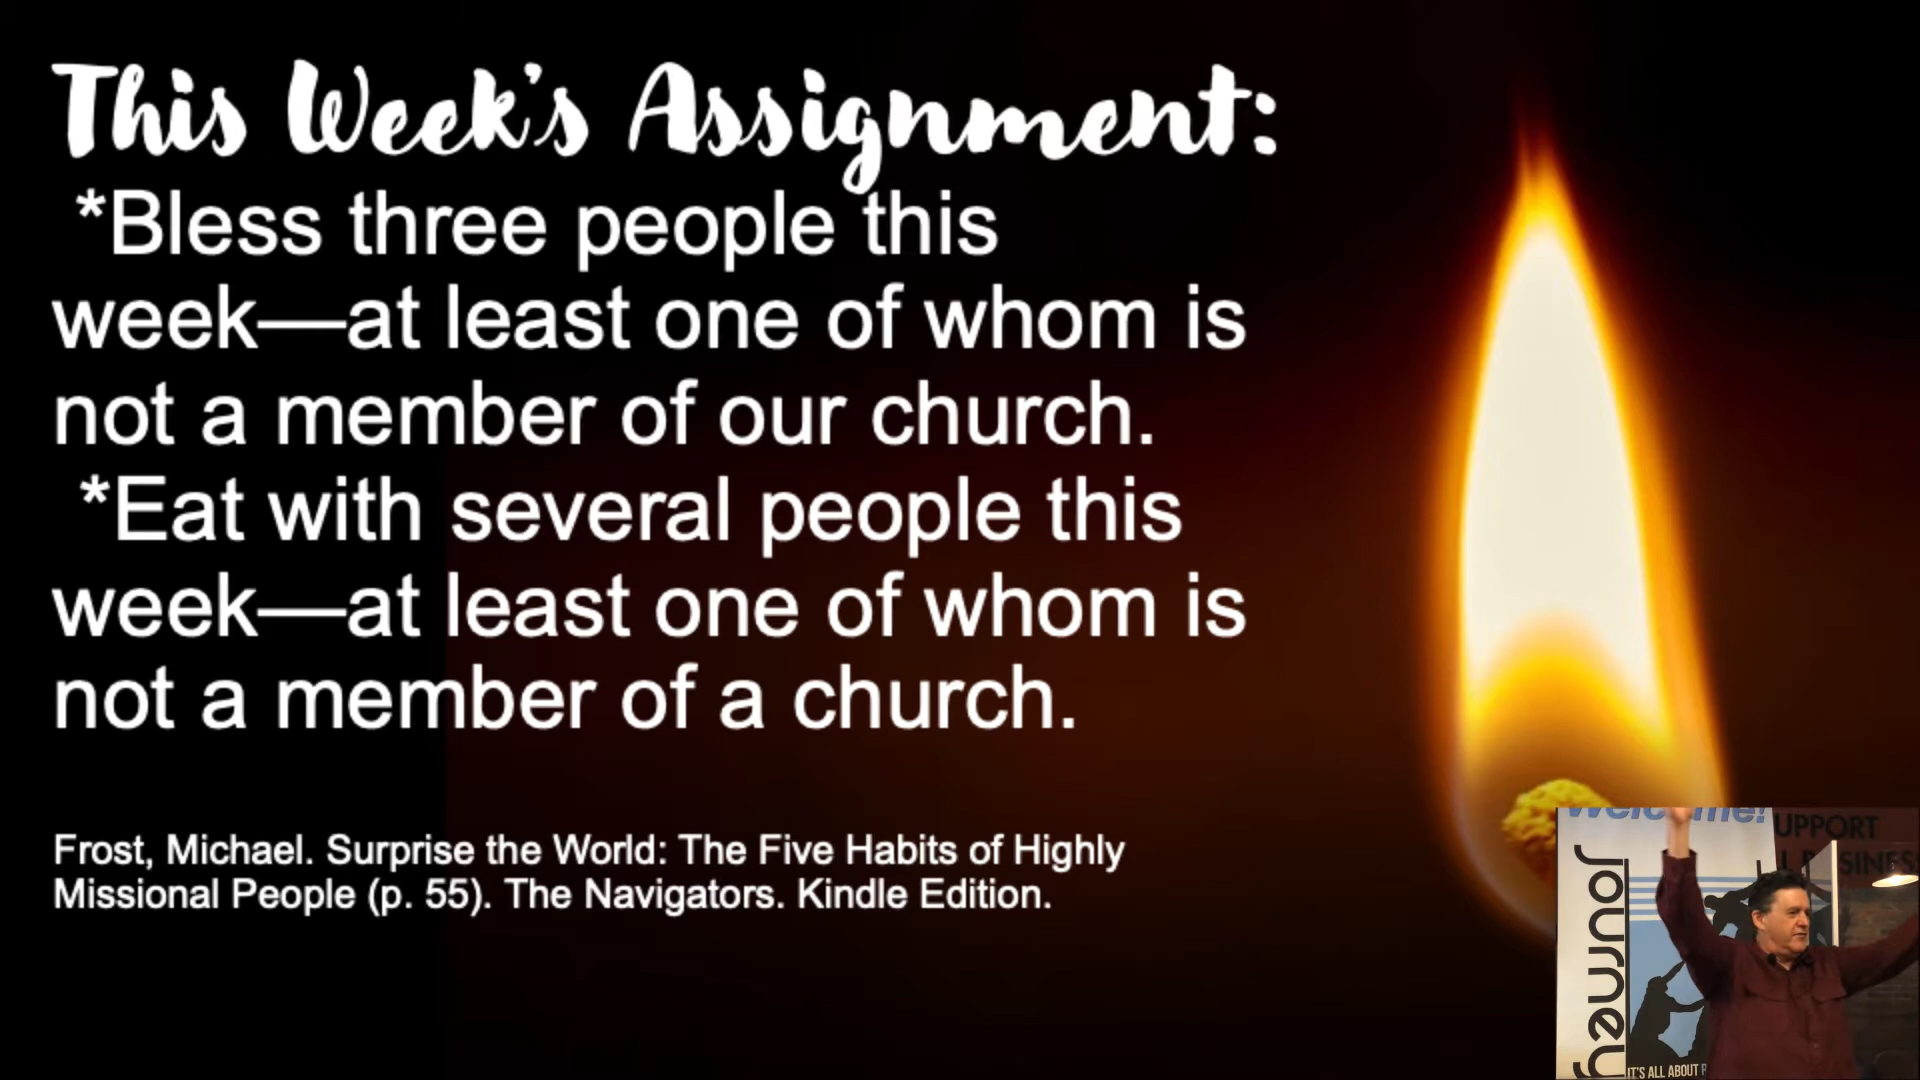 This Week's Assignment:
*Bless three people this
week—at least one of whom is
not a member of our church.
*Eat with several people this
week—at least one of whom is
not a member of a church.
Frost, Michael. Surprise the World: The Five Habits of Highly
Missional People (p. 55). The Navigators. Kindle Edition.
Welcome!
UPPORT
Journey
IT'S ALL ABOUT